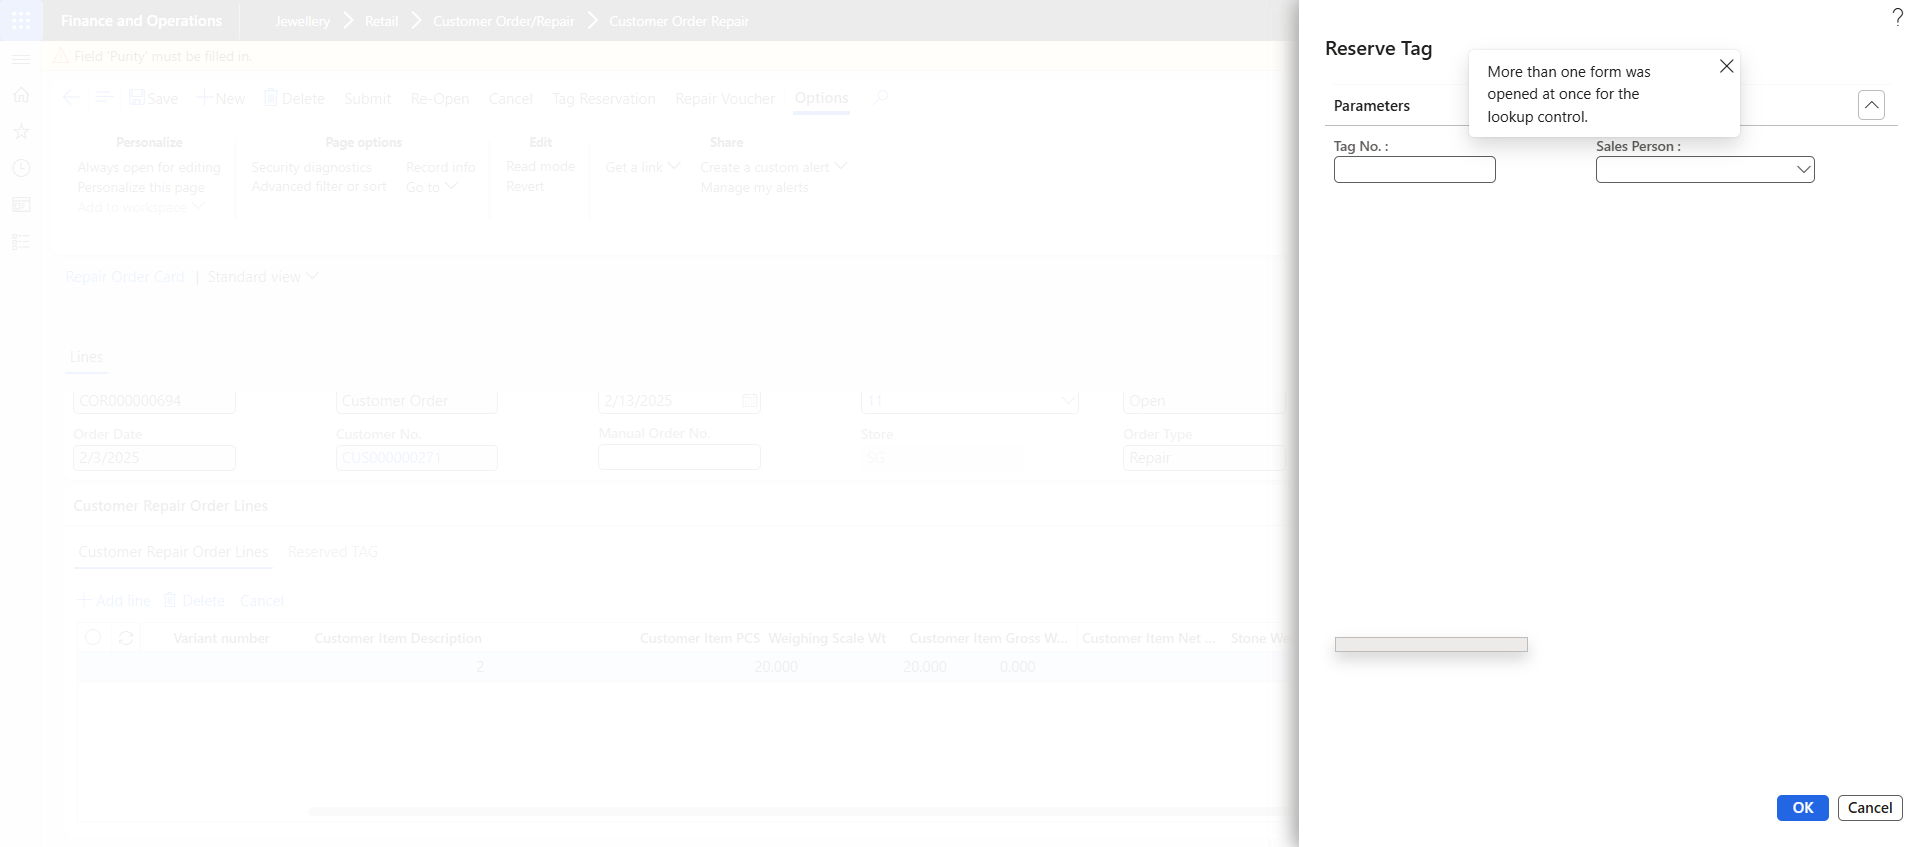 Finance and Operations
Jewellery
Retail
Customer Order/Repair
Customer Order Repair
?
Field 'Purity' must be filled in.
Save
New
Delete
Submit
Re-Open
Cancel
Tag Reservation
Repair Voucher
Options
Personalize
Always open for editing
Personalize this page
Add to workspace
Page options
Security diagnostics
Advanced filter or sort
Record info
Go to
Edit
Read mode
Revert
Get a link
Share
Create a custom alert
Manage my alerts
Repair Order Card | Standard view
Lines
COR000000694
Customer Order
2/13/2025
11
Open
Order Date
Customer No.
Manual Order No.
Store
Order Type
2/3/2025
CUS000000271
SG
Repair
Customer Repair Order Lines
Customer Repair Order Lines
Reserved TAG
Add line
Delete
Cancel
Variant number
Customer Item Description
Customer Item PCS
Weighing Scale Wt
Customer Item Gross W...
Customer Item Net ...
Stone We
2
20.000
20.000
0.000
Reserve Tag
More than one form was
opened at once for the
lookup control.
Parameters
Tag No. :
Sales Person :
OK
Cancel